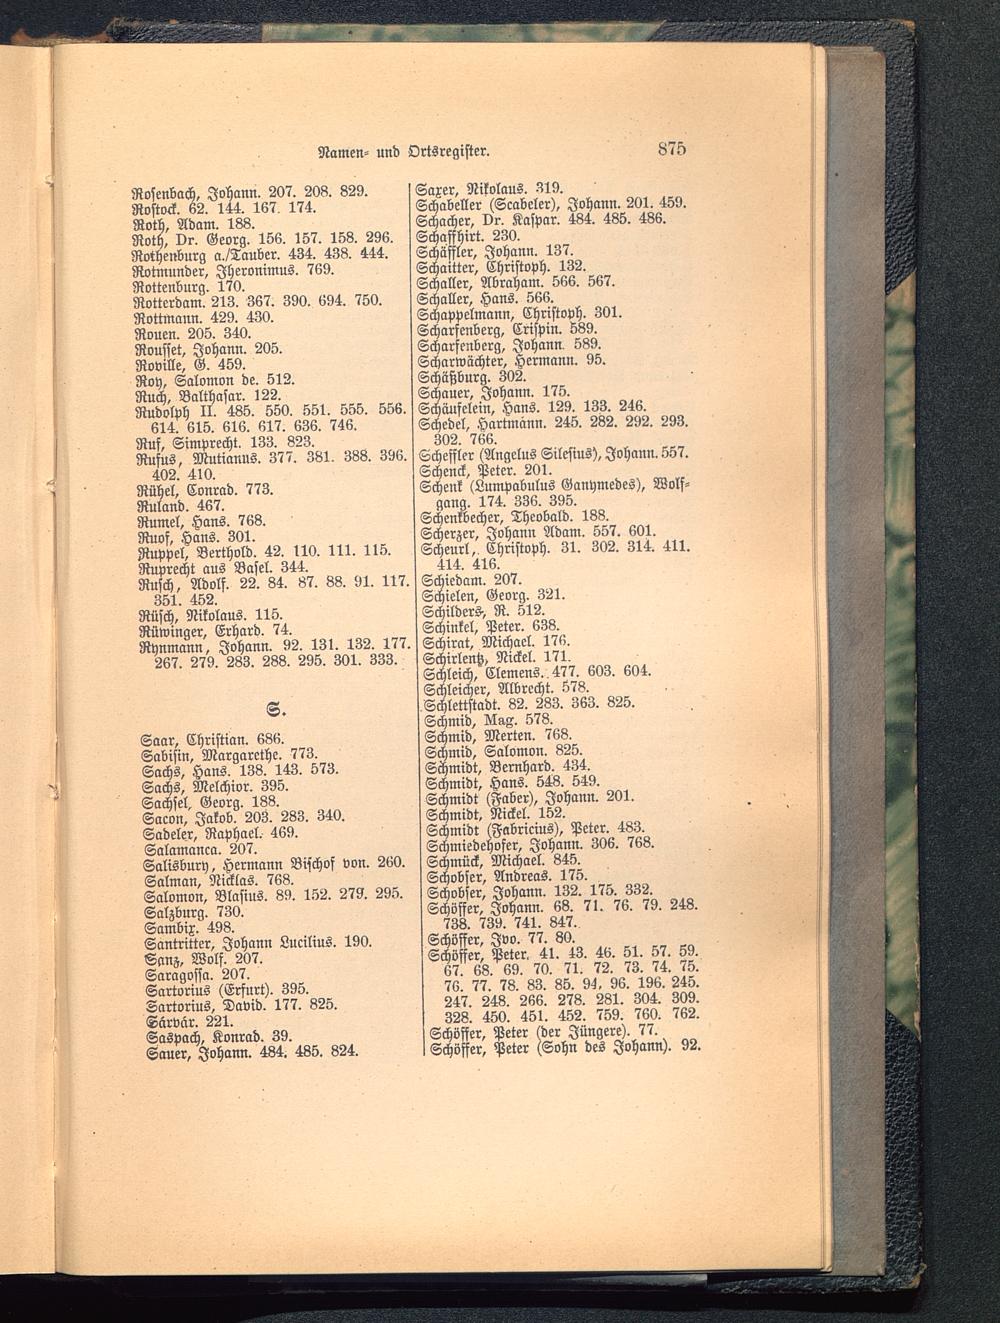 Namen- und Ortsregister. 875
Rosenbach, Johann. 207. 208. 829.
Rostock. 62. 144. 167. 174.
Roth, Adam. 188.
Roth, Dr. Georg. 156. 157. 158. 296.
Rothenburg a./Tauber. 434. 438. 444.
Rotmunder, Jheronimus. 769.
Rottenburg. 170.
Rotterdam. 213. 367. 390. 694. 750.
Rottmann. 429. 430.
Rouen. 205. 340.
Rousset, Johann. 205.
Roville, G. 459.
Roy, Salomon de. 512.
Ruch, Balthasar. 122.
Rudolph II. 485. 550. 551. 555. 556.
614. 615. 616. 617. 636. 746.
Ruf, Simprecht. 133. 823.
Rufus, Mutianus. 377. 381. 388. 396.
402. 410.
Rühel, Conrad. 773.
Ruland. 467.
Rumel, Hans. 768.
Ruof, Hans. 301.
Ruppel, Berthold. 42. 110. 111. 115.
Ruprecht aus Basel. 344.
Rusch, Adolf. 22. 84. 87. 88. 91. 117.
351. 452.
Rüsch, Nikolaus. 115.
Rüwinger, Erhard. 74.
Rynmann, Johann. 92. 131. 132. 177.
267. 279. 283. 288. 295. 301. 333.
S.
Saar, Christian. 686.
Sabisin, Margarethe. 773.
Sachs, Hans. 138. 143. 573.
Sachs, Melchior. 395.
Sachsel, Georg. 188.
Sacon, Jakob. 203. 283. 340.
Sadeler, Raphael. 469.
Salamanca. 207.
Salisbury, Hermann Bischof von. 260.
Salman, Nicklas. 768.
Salomon, Blasius. 89. 152. 279. 295.
Salzburg. 730.
Sambix. 498.
Santritter, Johann Lucilius. 190.
Sanz, Wolf. 207.
Saragossa. 207.
Sartorius (Erfurt). 395.
Sartorius, David. 177. 825.
Sárvár. 221.
Saspach, Konrad. 39.
Sauer, Johann. 484. 485. 824.
Saxer, Nikolaus. 319.
Schabeller (Scabeler), Johann. 201. 459.
Schacher, Dr. Kaspar. 484. 485. 486.
Schaffhirt. 230.
Schäffler, Johann. 137.
Schaitter, Christoph. 132.
Schaller, Abraham. 566. 567.
Schaller, Hans. 566.
Schappelmann, Christoph. 301.
Scharfenberg, Crispin. 589.
Scharfenberg, Johann. 589.
Scharwächter, Hermann. 95.
Schäßburg. 302.
Schauer, Johann. 175.
Schäufelein, Hans. 129. 133. 246.
Schedel, Hartmann. 245. 282. 292. 293.
302. 766.
Scheffler (Angelus Silesius), Johann. 557.
Schenck, Peter. 201.
Schenk (Lumpabulus Ganymedes), Wolf-
gang. 174. 336. 395.
Schenkbecher, Theobald. 188.
Scherzer, Johann Adam. 557. 601.
Scheurl, Christoph. 31. 302. 314. 411.
414. 416.
Schiedam. 207.
Schielen, Georg. 321.
Schilders, R. 512.
Schinkel, Peter. 638.
Schirat, Michael. 176.
Schirlentz, Nickel. 171.
Schleich, Clemens. 477. 603. 604.
Schleicher, Albrecht. 578.
Schlettstadt. 82. 283. 363. 825.
Schmid, Mag. 578.
Schmid, Merten. 768.
Schmid, Salomon. 825.
Schmidt, Bernhard. 434.
Schmidt, Hans. 548. 549.
Schmidt (Faber), Johann. 201.
Schmidt, Nickel. 152.
Schmidt (Fabricius), Peter. 483.
Schmiedehofer, Johann. 306. 768.
Schmück, Michael. 845.
Schobser, Andreas. 175.
Schobser, Johann. 132. 175. 332.
Schöffer, Johann. 68. 71. 76. 79. 248.
738. 739. 741. 847.
Schöffer, Ivo. 77. 80.
Schöffer, Peter. 41. 43. 46. 51. 57. 59.
67. 68. 69. 70. 71. 72. 73. 74. 75.
76. 77. 78. 83. 85. 94. 96. 196. 245.
247. 248. 266. 278. 281. 304. 309.
328. 450. 451. 452. 759. 760. 762.
Schöffer, Peter (der Jüngere). 77.
Schöffer, Peter (Sohn des Johann). 92.